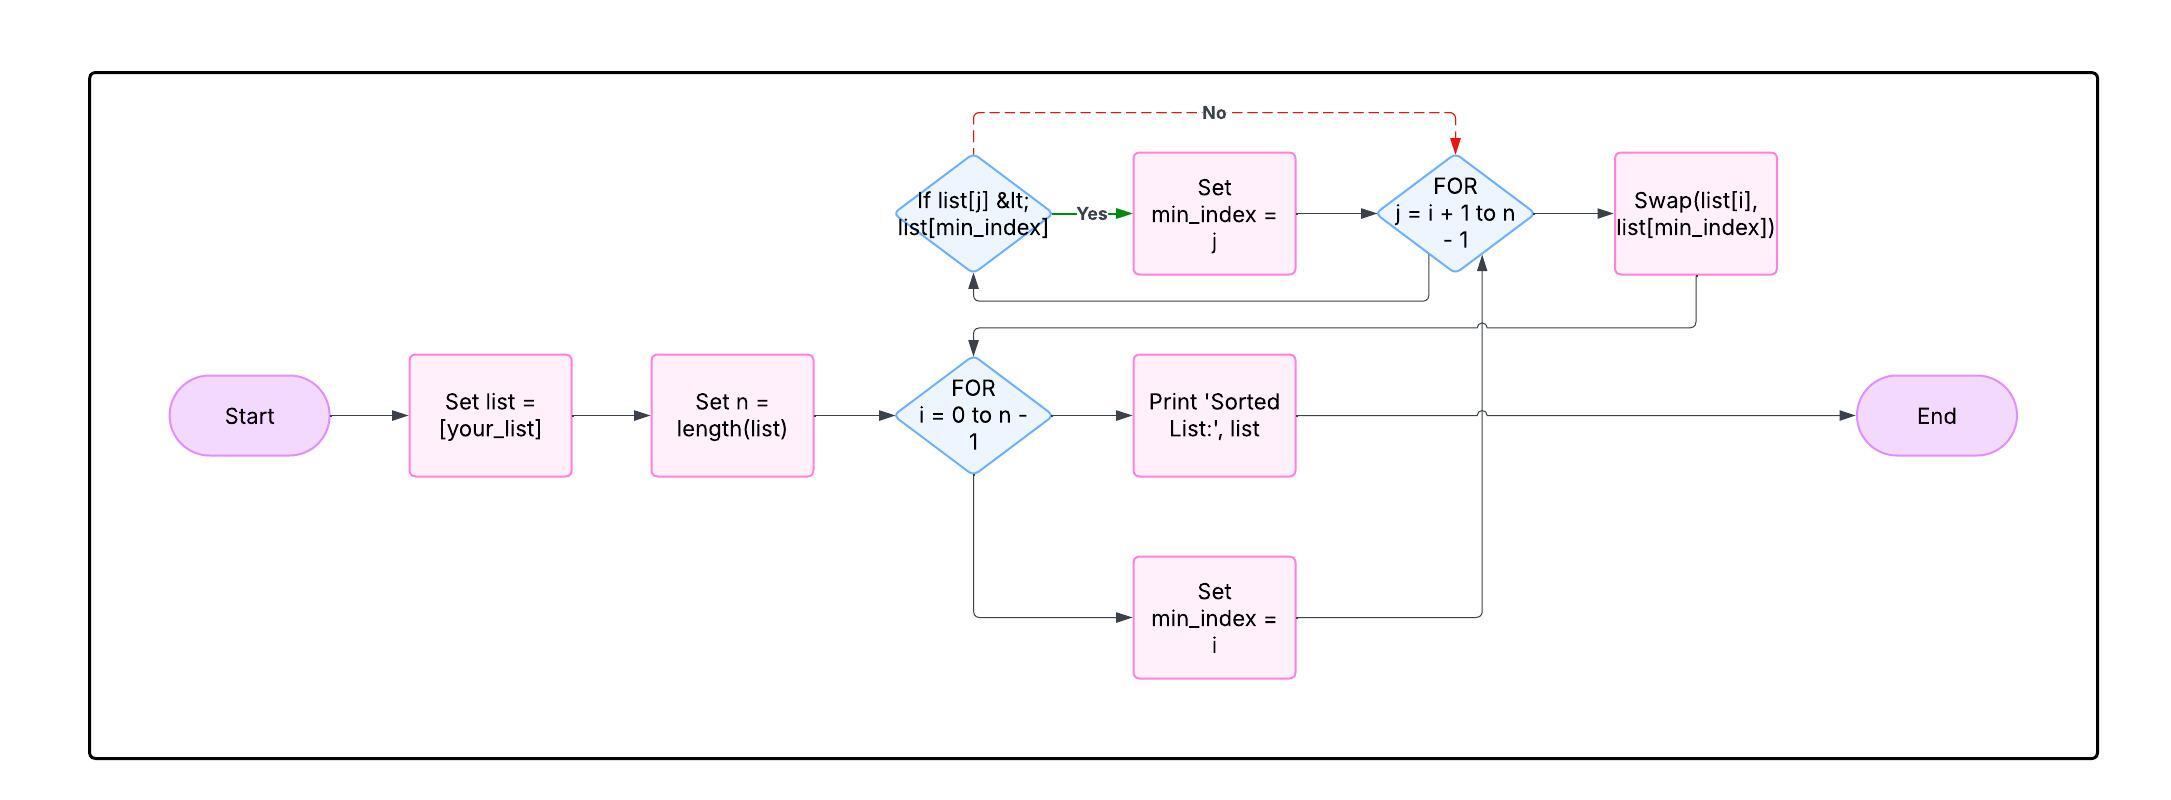 No
If list[j] &lt;
list[min_index]
Yes
Set
min_index =
j
FOR
j = i + 1 to n
- 1
Swap(list[i],
list[min_index])
Start
Set list =
[your_list]
Set n =
length(list)
FOR
i = 0 to n -
1
Print 'Sorted
List:', list
End
Set
min_index =
i